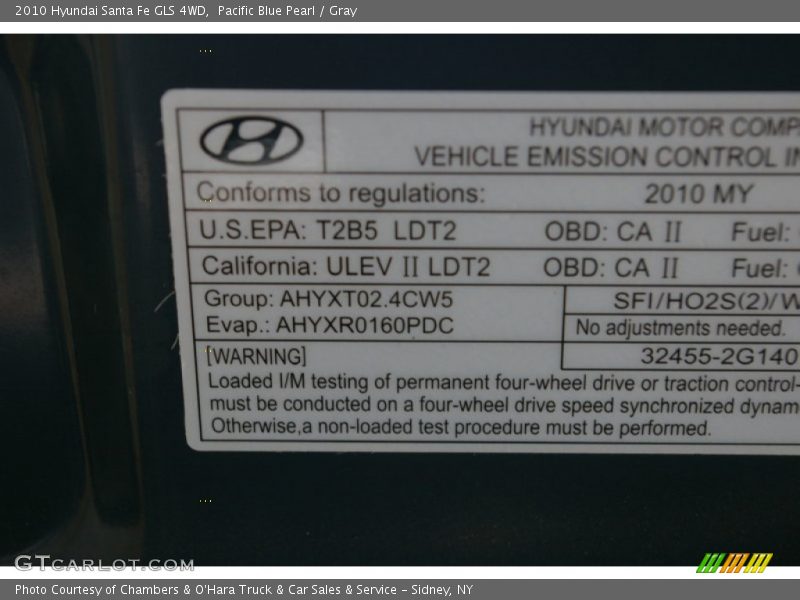 2010 Hyundai Santa Fe GLS 4WD,  Pacific Blue Pearl / Gray
HYUNDAI MOTOR COMP
VEHICLE EMISSION CONTROL IN
Conforms to regulations: 2010 MY
U.S.EPA: T2B5 LDT2 OBD: CA II Fuel:
California: ULEV II LDT2 OBD: CA II Fuel:
Group: AHYXT02.4CW5 SFI/HO2S(2)/W
Evap.: AHYXR0160PDC No adjustments needed.
[WARNING] 32455-2G140
Loaded I/M testing of permanent four-wheel drive or traction control-
must be conducted on a four-wheel drive speed synchronized dynam
Otherwise,a non-loaded test procedure must be performed.
GTcarlot.com
Photo Courtesy of Chambers & O'Hara Truck & Car Sales & Service - Sidney, NY